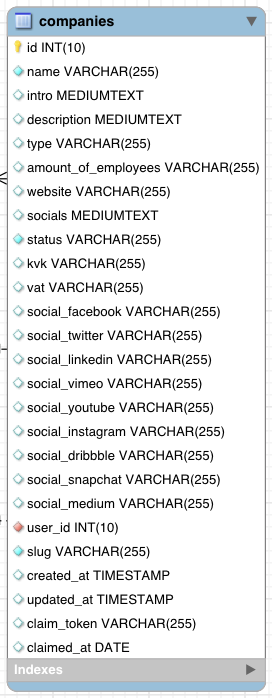 companies
id INT(10)
name VARCHAR(255)
intro MEDIUMTEXT
description MEDIUMTEXT
type VARCHAR(255)
amount_of_employees VARCHAR(255)
website VARCHAR(255)
socials MEDIUMTEXT
status VARCHAR(255)
kvk VARCHAR(255)
vat VARCHAR(255)
social_facebook VARCHAR(255)
social_twitter VARCHAR(255)
social_linkedin VARCHAR(255)
social_vimeo VARCHAR(255)
social_youtube VARCHAR(255)
social_instagram VARCHAR(255)
social_dribbble VARCHAR(255)
social_snapchat VARCHAR(255)
social_medium VARCHAR(255)
user_id INT(10)
slug VARCHAR(255)
created_at TIMESTAMP
updated_at TIMESTAMP
claim_token VARCHAR(255)
claimed_at DATE
Indexes